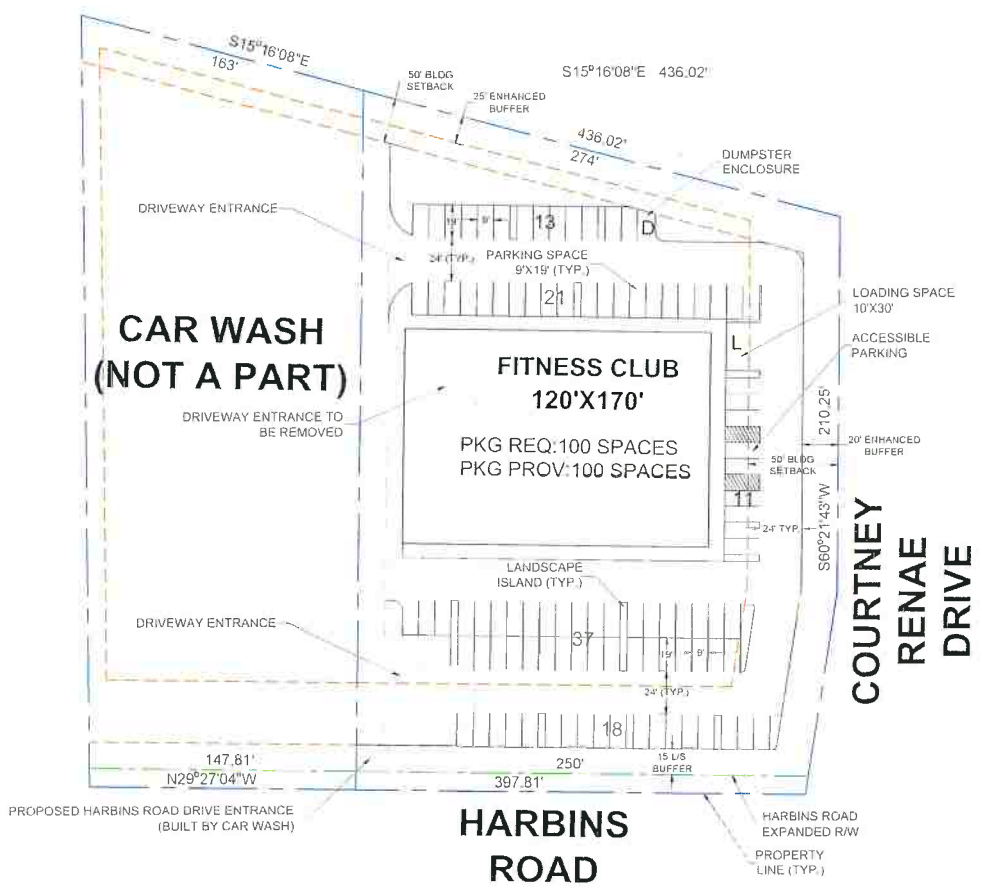 S15°16'08"E
163'
50' BLDG
SETBACK
25' ENHANCED
BUFFER
S15°16'08"E 436.02'
436.02'
274'
DUMPSTER
ENCLOSURE
DRIVEWAY ENTRANCE
19'
9'
13
D
24' (TYP.)
PARKING SPACE
9'X19' (TYP.)
21
LOADING SPACE
10'X30'
L
ACCESSIBLE
PARKING
CAR WASH
(NOT A PART)
FITNESS CLUB
120'X170'
PKG REQ:100 SPACES
PKG PROV:100 SPACES
DRIVEWAY ENTRANCE TO
BE REMOVED
210.25'
20' ENHANCED
BUFFER
50' BLDG
SETBACK
11
S60°21'43"W
24' TYP.
COURTNEY
RENAE
DRIVE
LANDSCAPE
ISLAND (TYP.)
DRIVEWAY ENTRANCE
37
19'
9'
24' (TYP.)
18
15 L/S
BUFFER
147.81'
250'
N29°27'04"W
397.81'
PROPOSED HARBINS ROAD DRIVE ENTRANCE
(BUILT BY CAR WASH)
HARBINS
ROAD
HARBINS ROAD
EXPANDED R/W
PROPERTY
LINE (TYP.)